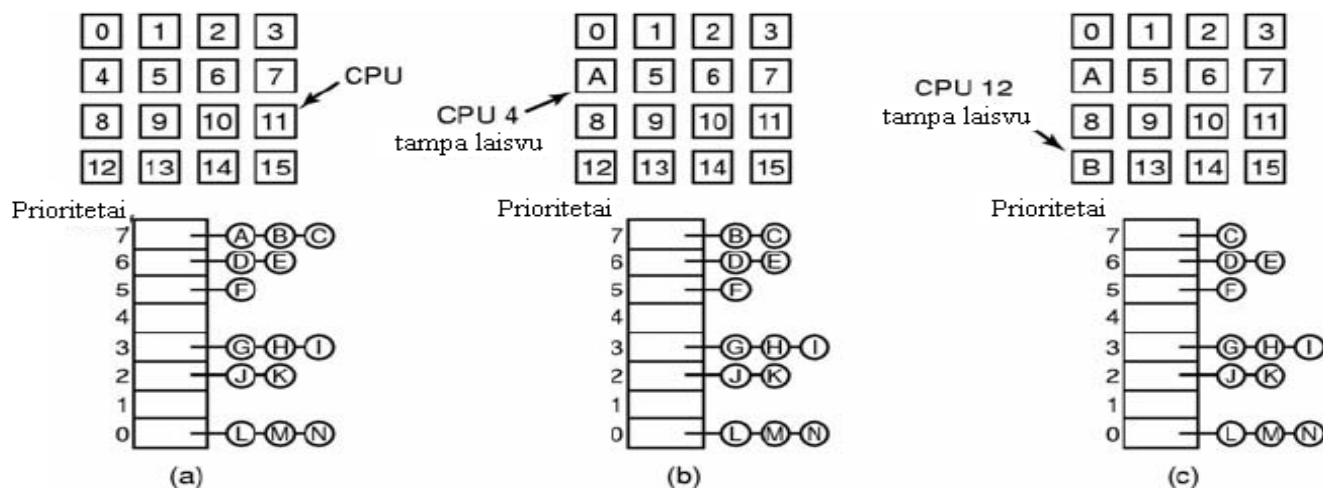 0 1 2 3
4 5 6 7
8 9 10 11
12 13 14 15
CPU
Prioritetai
7 A B C
6 D E
5 F
4
3 G H I
2 J K
1
0 L M N
(a)
0 1 2 3
A 5 6 7
8 9 10 11
12 13 14 15
CPU 4
tampa laisvu
Prioritetai
7 B C
6 D E
5 F
4
3 G H I
2 J K
1
0 L M N
(b)
0 1 2 3
A 5 6 7
8 9 10 11
B 13 14 15
CPU 12
tampa laisvu
Prioritetai
7 C
6 D E
5 F
4
3 G H I
2 J K
1
0 L M N
(c)